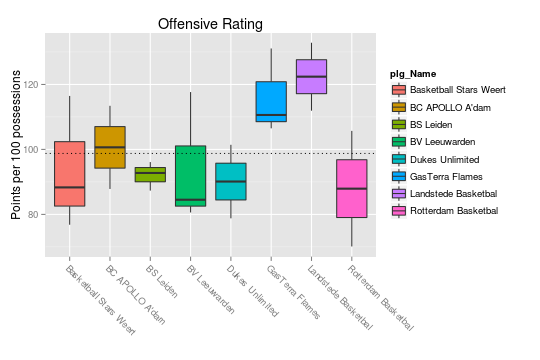 Offensive Rating
Points per 100 possessions
120
100
80
Basketball Stars Weert
BC APOLLO A'dam
BS Leiden
BV Leeuwarden
Dukes Unlimited
GasTerra Flames
Landstede Basketbal
Rotterdam Basketbal
plg_Name
Basketball Stars Weert
BC APOLLO A'dam
BS Leiden
BV Leeuwarden
Dukes Unlimited
GasTerra Flames
Landstede Basketbal
Rotterdam Basketbal